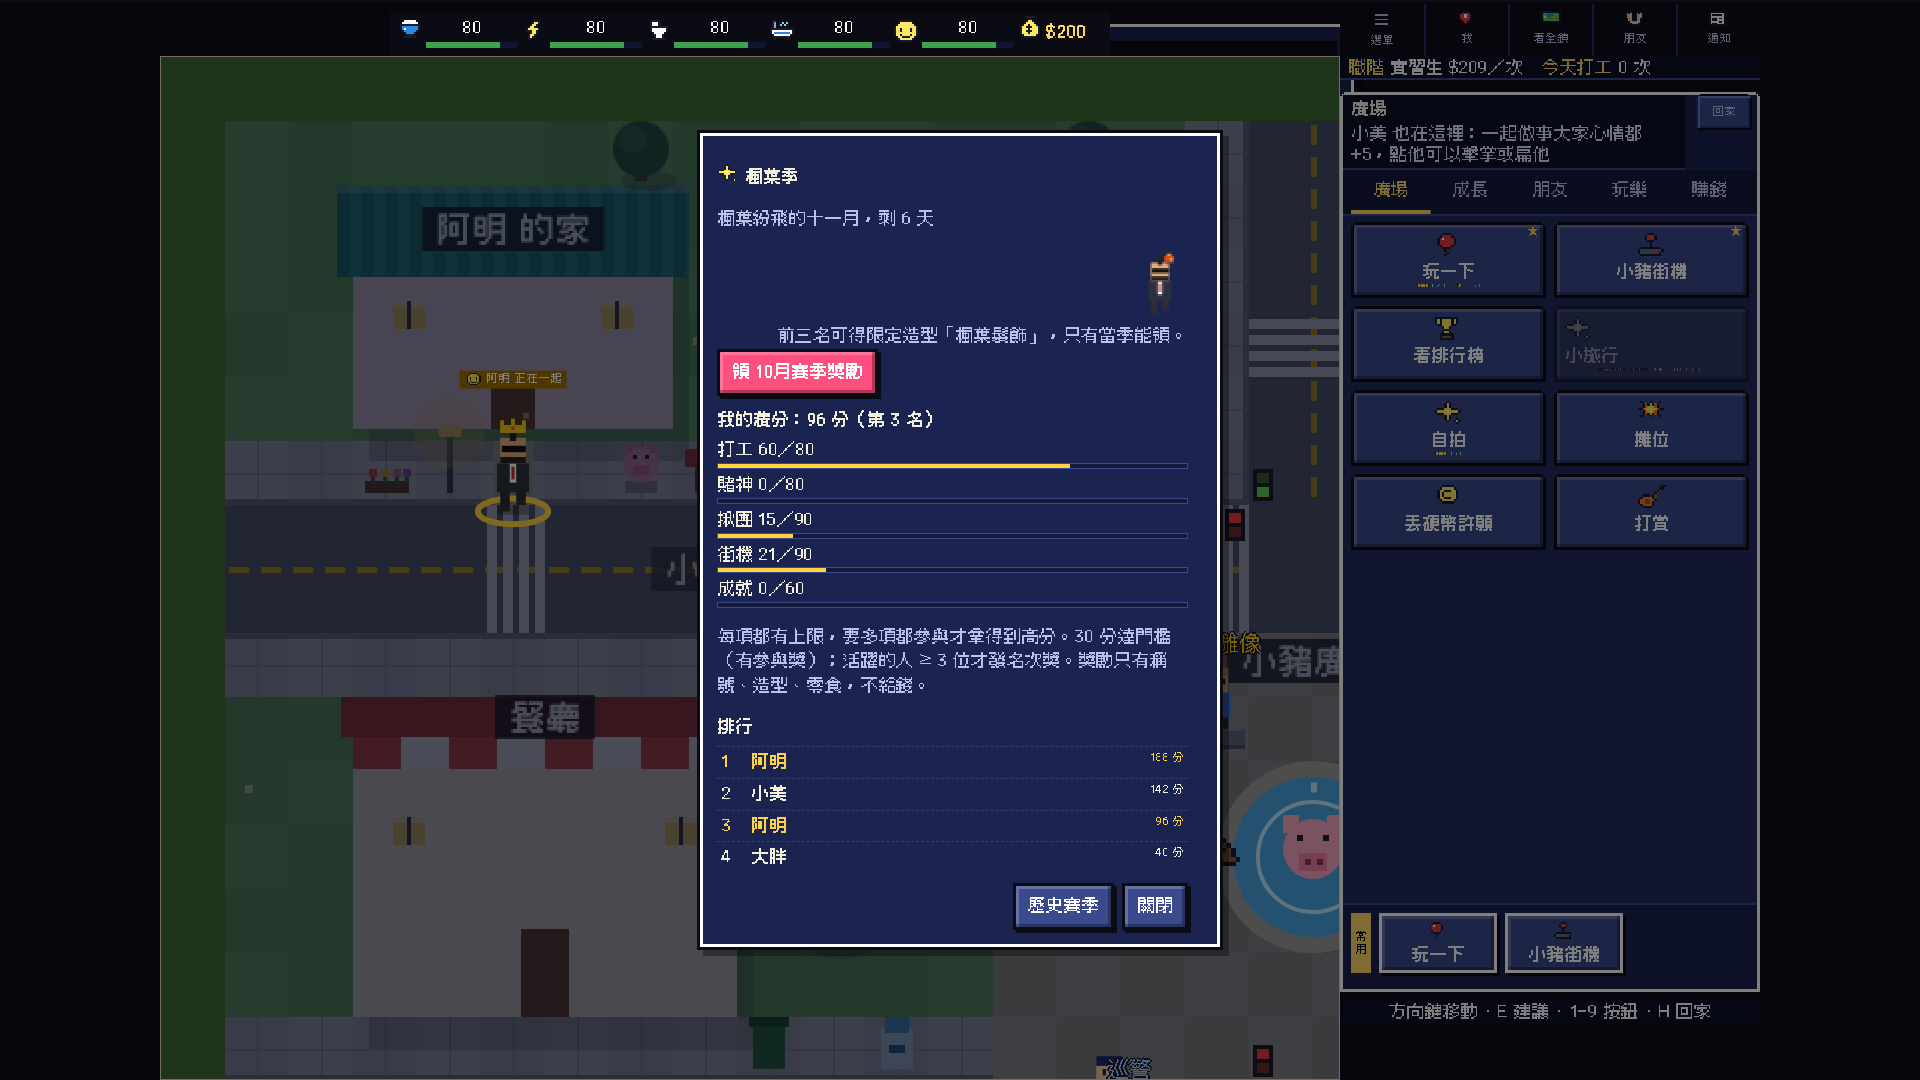 80
80
80
80
80
$200
選單
我
看全鎮
朋友
通知
職階 實習生 $209／次 今天打工 0 次
廣場
回家
小美 也在這裡：一起做事大家心情都
+5，點他可以擊掌或扁他
廣場
成長
朋友
玩樂
賺錢
玩一下
小豬街機
看排行榜
小旅行
自拍
攤位
丟硬幣許願
打賞
常用
玩一下
小豬街機
方向鍵移動 · E 建議 · 1-9 按鈕 · H 回家
阿明 的家
阿明 正在一起
小
餐廳
雕像
小豬廣
巡警
楓葉季
楓葉紛飛的十一月，剩 6 天
前三名可得限定造型「楓葉髮飾」，只有當季能領。
領 10月賽季獎勵
我的積分：96 分（第 3 名）
打工 60／80
賭神 0／80
揪團 15／90
街機 21／90
成就 0／60
每項都有上限，要多項都參與才拿得到高分。30 分達門檻
（有參與獎）；活躍的人 ≥ 3 位才發名次獎。獎勵只有稱
號、造型、零食，不給錢。
排行
1 阿明 188 分
2 小美 142 分
3 阿明 96 分
4 大胖 40 分
歷史賽季
關閉